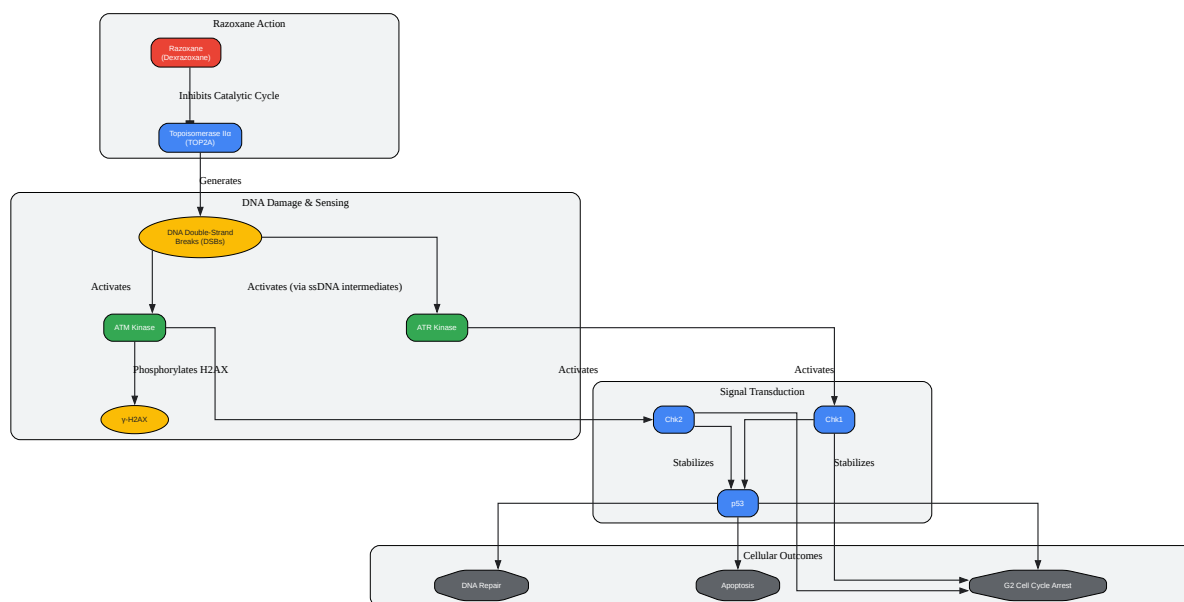 Razoxane Action
Razoxane
(Dexrazoxane)
Inhibits Catalytic Cycle
Topoisomerase IIα
(TOP2A)
Generates
DNA Damage & Sensing
DNA Double-Strand
Breaks (DSBs)
Activates
Activates (via ssDNA intermediates)
ATM Kinase
ATR Kinase
Phosphorylates H2AX
Activates
Activates
Signal Transduction
γ-H2AX
Chk2
Chk1
Stabilizes
Stabilizes
p53
Cellular Outcomes
DNA Repair
Apoptosis
G2 Cell Cycle Arrest